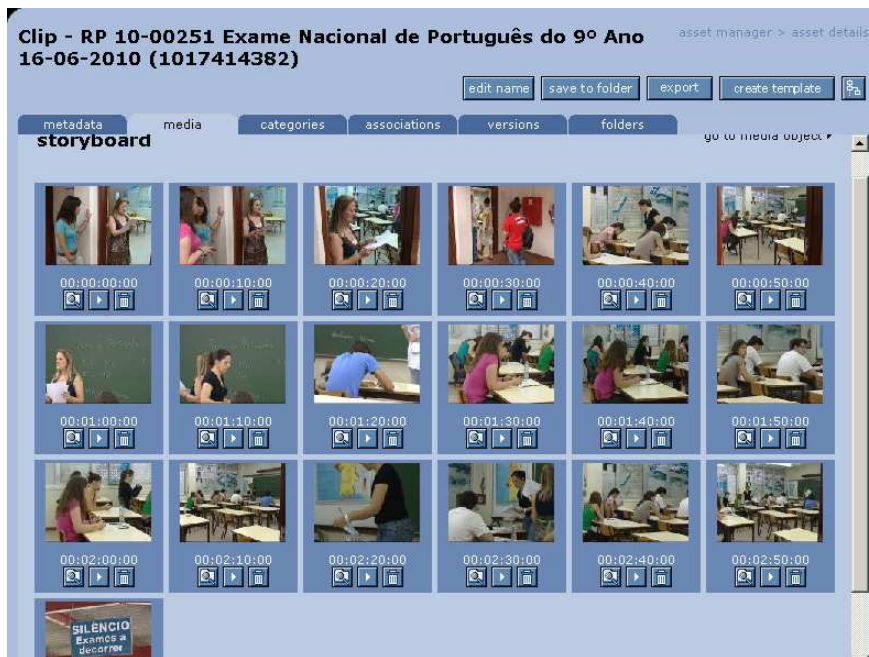 Clip - RP 10-00251 Exame Nacional de Português do 9º Ano
16-06-2010 (1017414382)
asset manager > asset details
edit name save to folder export create template
metadata media categories associations versions folders
storyboard
go to media object
00:00:00:00 00:00:10:00 00:00:20:00 00:00:30:00 00:00:40:00 00:00:50:00
00:01:00:00 00:01:10:00 00:01:20:00 00:01:30:00 00:01:40:00 00:01:50:00
00:02:00:00 00:02:10:00 00:02:20:00 00:02:30:00 00:02:40:00 00:02:50:00
SILÊNCIO
Exames a
decorrer